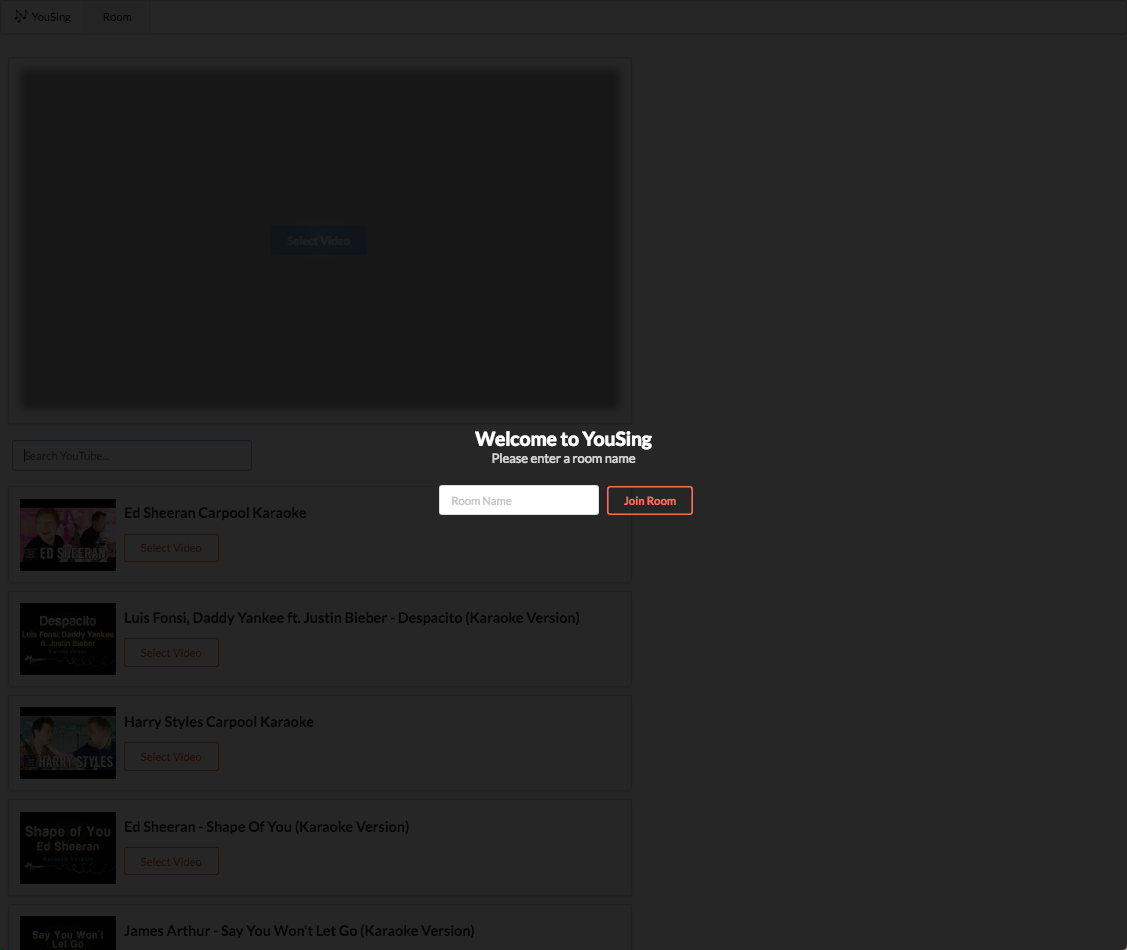 YouSing
Room
Select Video
Welcome to YouSing
Please enter a room name
Search YouTube...
Room Name
Join Room
Ed Sheeran Carpool Karaoke
ED SHEERAN
Select Video
Luis Fonsi, Daddy Yankee ft. Justin Bieber - Despacito (Karaoke Version)
Despacito
Luis Fonsi, Daddy Yankee
ft. Justin Bieber
Select Video
Harry Styles Carpool Karaoke
HARRY STYLES
Select Video
Ed Sheeran - Shape Of You (Karaoke Version)
Shape of You
Ed Sheeran
Select Video
James Arthur - Say You Won't Let Go (Karaoke Version)
Say You Won't
Let Go